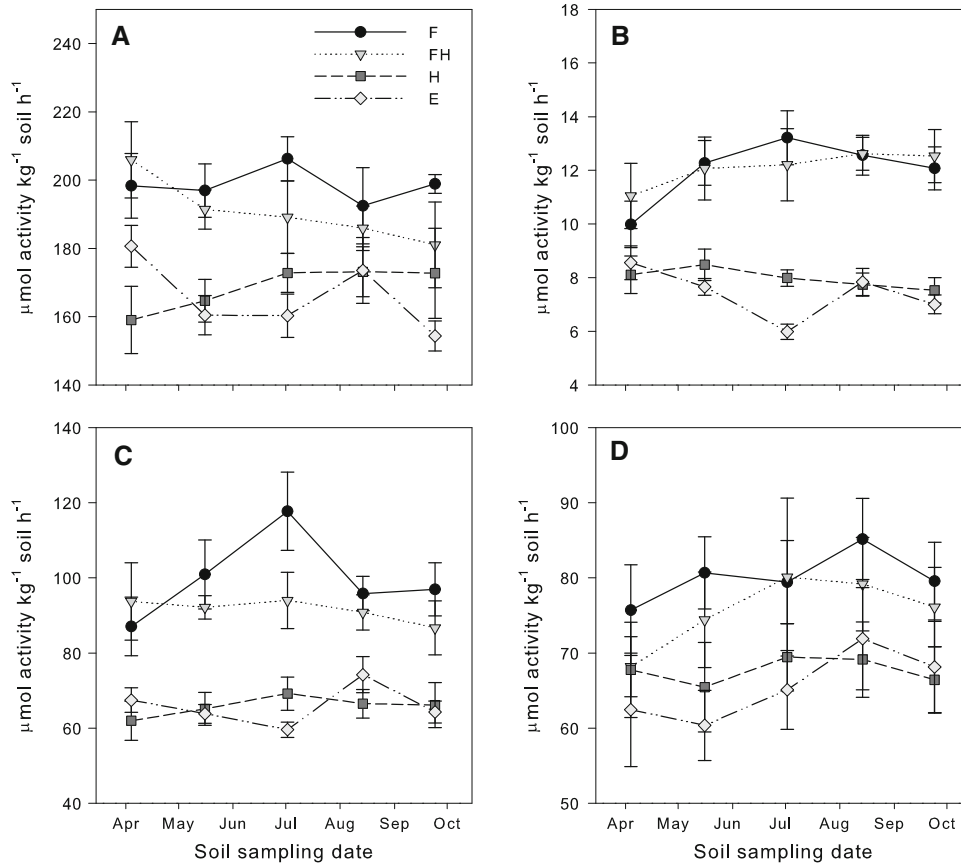 A
F
FH
H
E
μmol activity kg⁻¹ soil h⁻¹
240
220
200
180
160
140
B
μmol activity kg⁻¹ soil h⁻¹
18
16
14
12
10
8
6
4
C
μmol activity kg⁻¹ soil h⁻¹
140
120
100
80
60
40
Apr May Jun Jul Aug Sep Oct
Soil sampling date
D
μmol activity kg⁻¹ soil h⁻¹
100
90
80
70
60
50
Apr May Jun Jul Aug Sep Oct
Soil sampling date